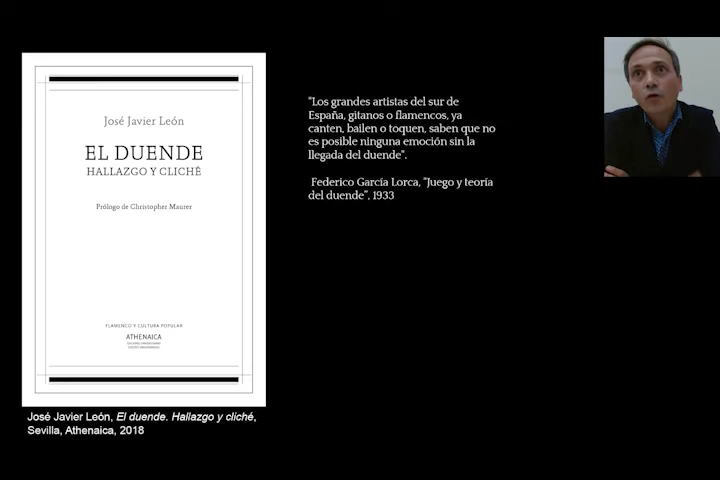 José Javier León
EL DUENDE
HALLAZGO Y CLICHÉ
Prólogo de Christopher Maurer
FLAMENCO Y CULTURA POPULAR
ATHENAICA
José Javier León, El duende. Hallazgo y cliché,
Sevilla, Athenaica, 2018
"Los grandes artistas del sur de
España, gitanos o flamencos, ya
canten, bailen o toquen, saben que no
es posible ninguna emoción sin la
llegada del duende".
Federico García Lorca, "Juego y teoría
del duende", 1933